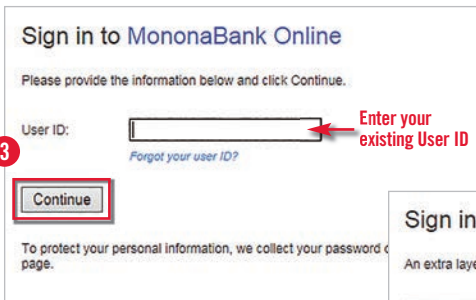 Sign in to MononaBank Online
Please provide the information below and click Continue.
User ID:
Enter your
existing User ID
Forgot your user ID?
3
Continue
To protect your personal information, we collect your password
page.
Sign in
An extra